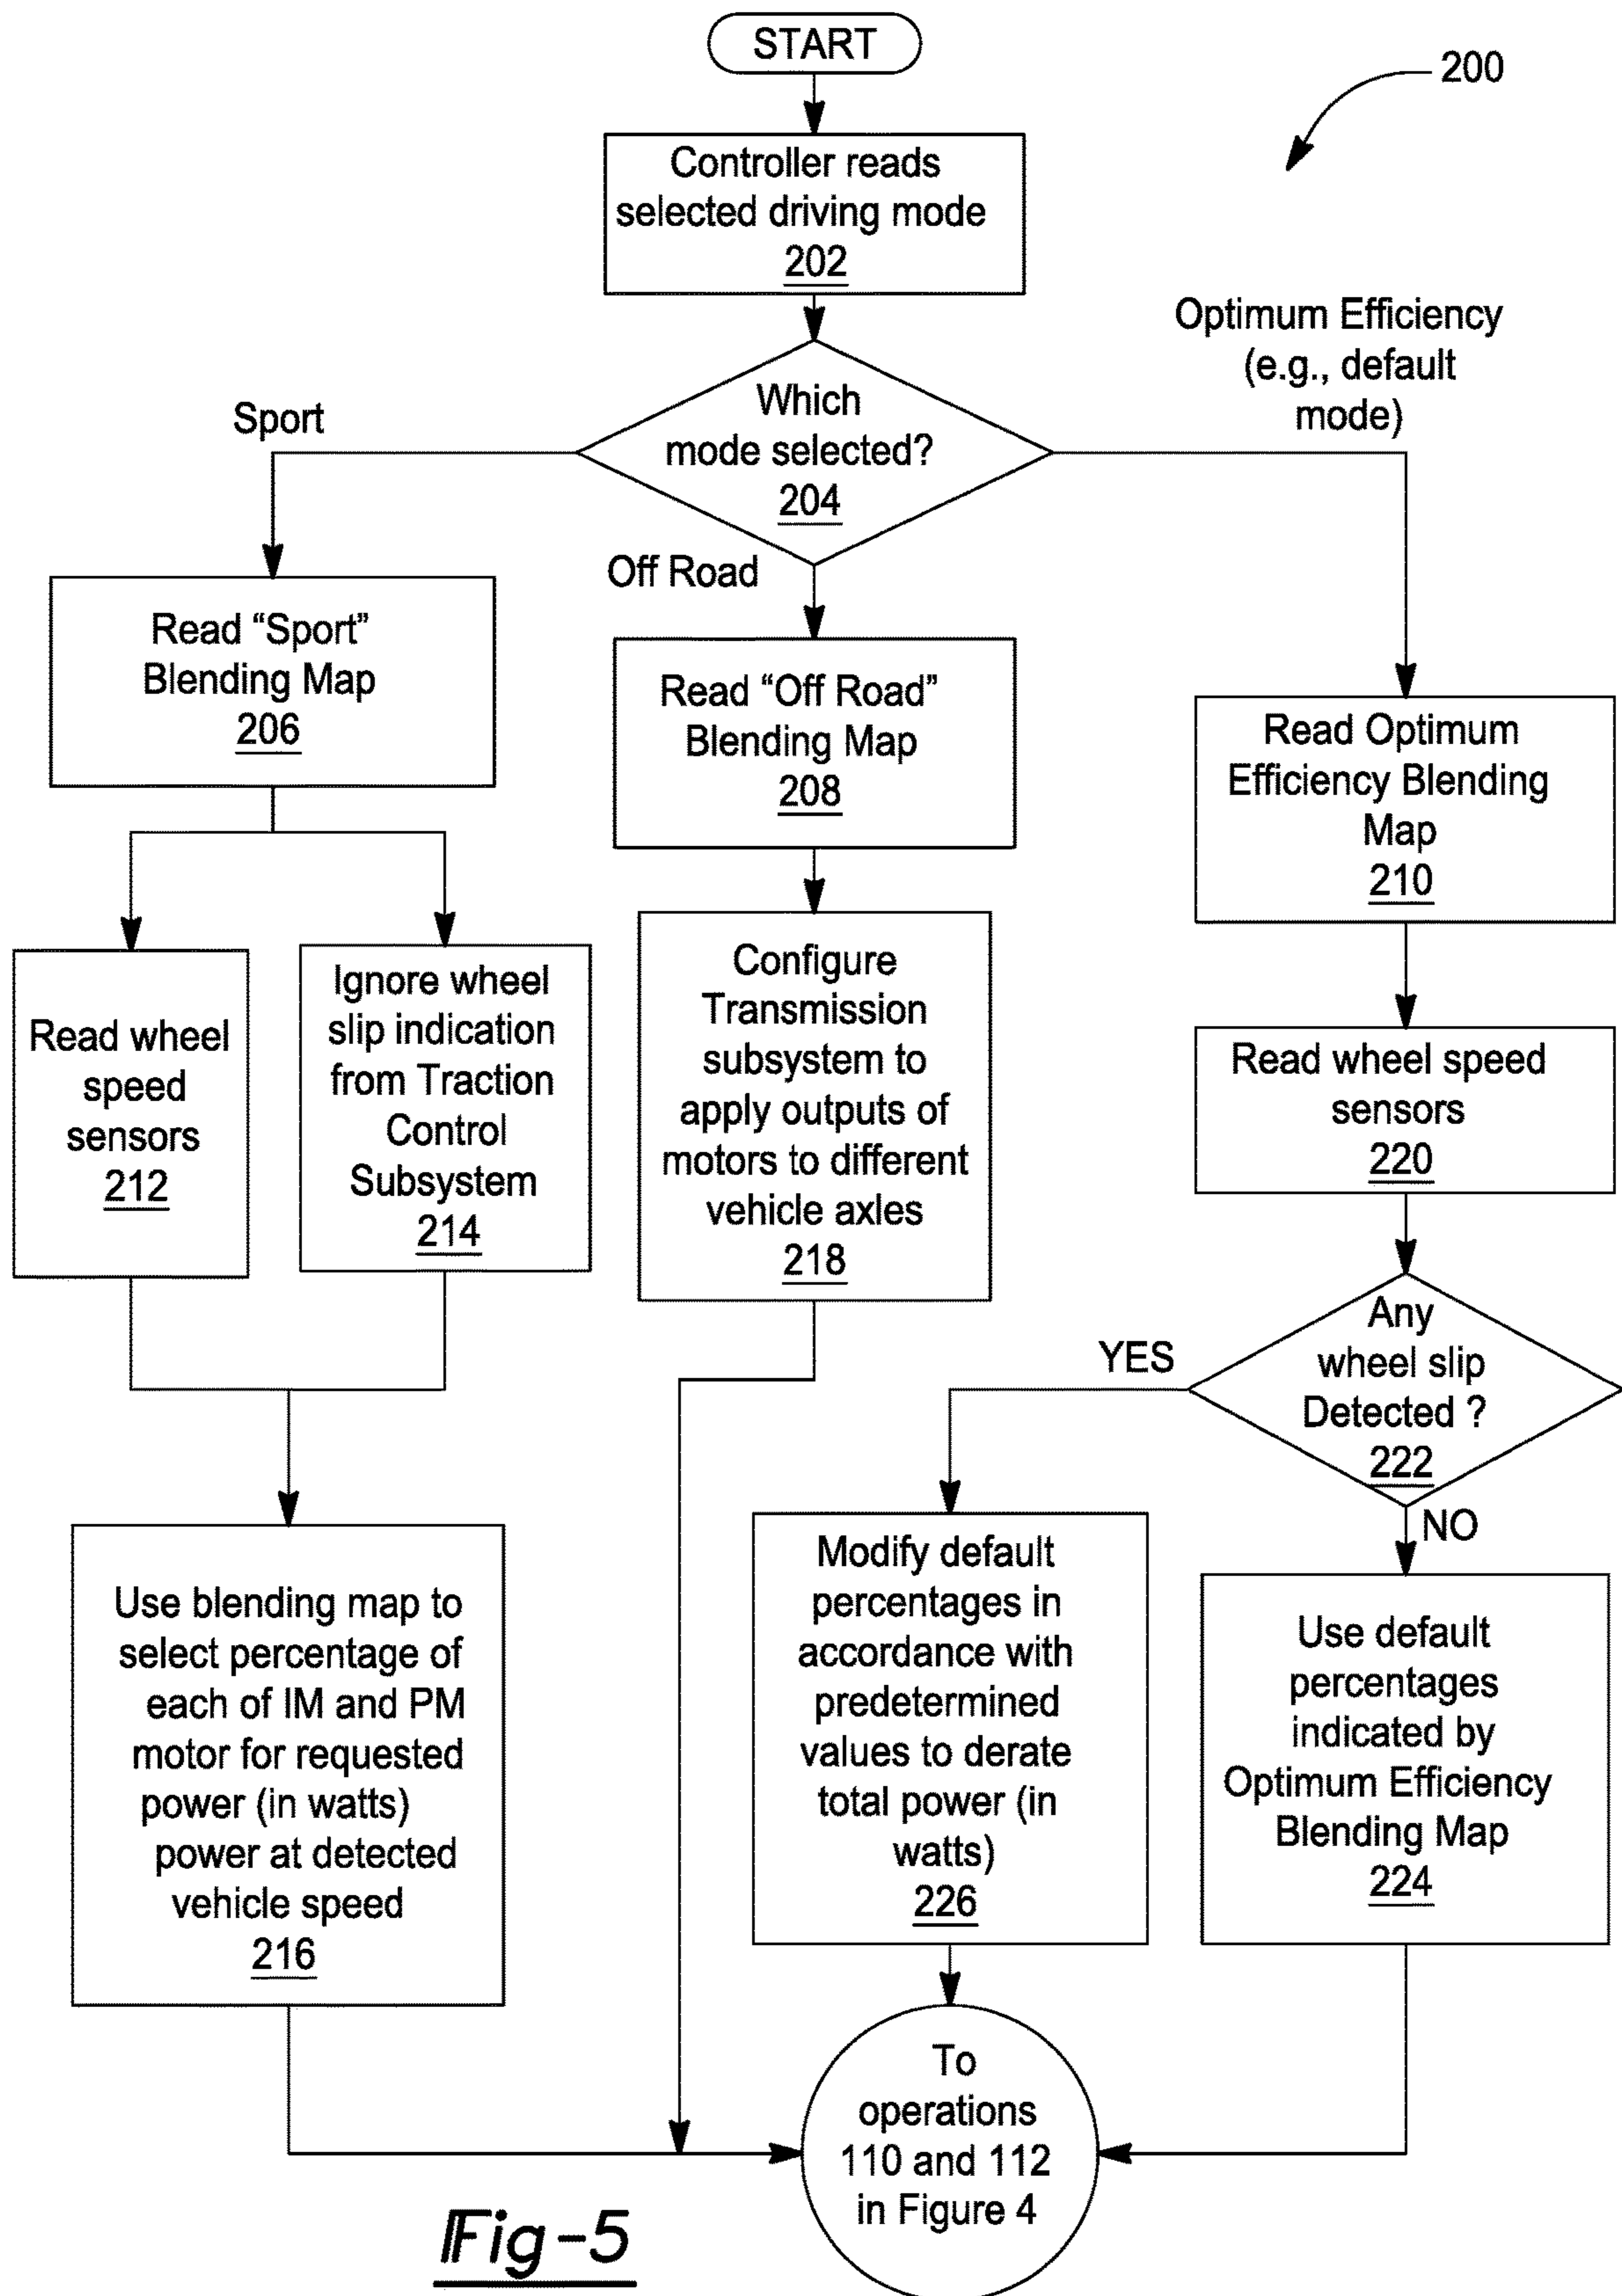 START
200
Controller reads
selected driving mode
202
Optimum Efficiency
(e.g., default
mode)
Which
mode selected?
204
Sport
Off Road
Read “Sport”
Blending Map
206
Read “Off Road”
Blending Map
208
Read Optimum
Efficiency Blending
Map
210
Read wheel
speed
sensors
212
Ignore wheel
slip indication
from Traction
Control
Subsystem
214
Configure
Transmission
subsystem to
apply outputs of
motors to different
vehicle axles
218
Read wheel speed
sensors
220
Any
wheel slip
Detected ?
222
YES
NO
Use blending map to
select percentage of
each of IM and PM
motor for requested
power (in watts)
power at detected
vehicle speed
216
Modify default
percentages in
accordance with
predetermined
values to derate
total power (in
watts)
226
Use default
percentages
indicated by
Optimum Efficiency
Blending Map
224
To
operations
110 and 112
in Figure 4
Fig-5